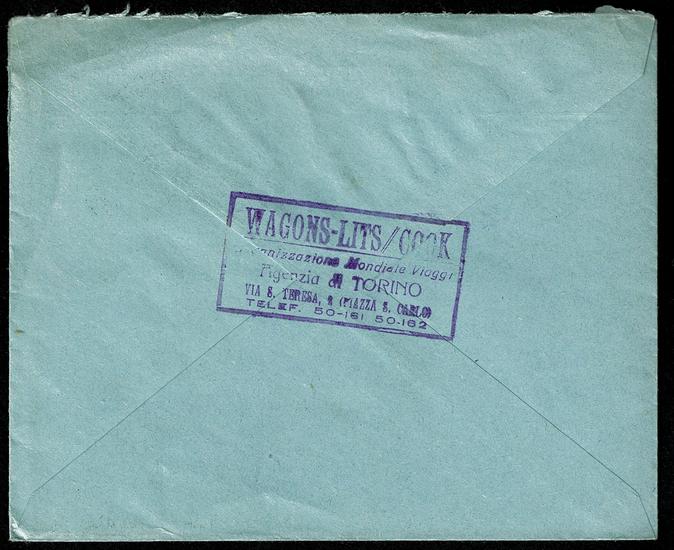 WAGONS-LITS/COOK
Organizzazione Mondiale Viaggi
Agenzia di TORINO
VIA S. TERESA, 2 (PIAZZA S. CARLO)
TELEF. 50-161 50-162